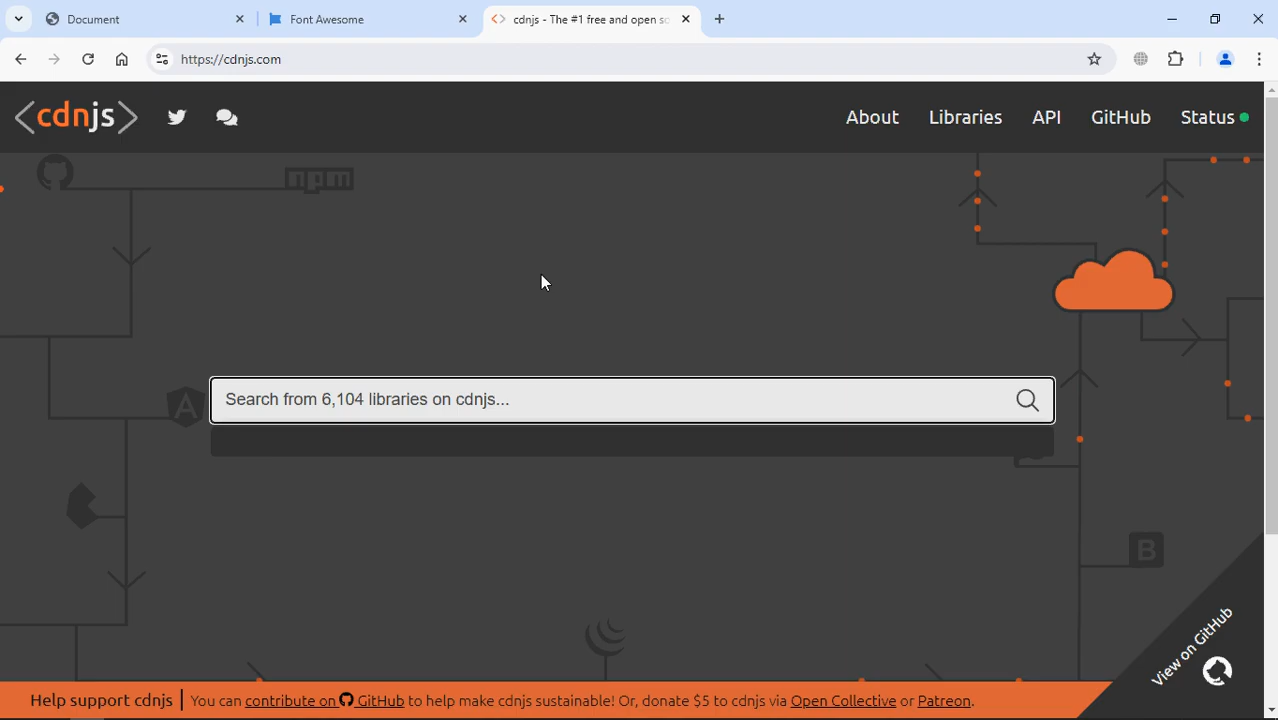 Document
Font Awesome
cdnjs - The #1 free and open so
https://cdnjs.com
<cdnjs>
About
Libraries
API
GitHub
Status
npm
A
Search from 6,104 libraries on cdnjs...
B
View on GitHub
Help support cdnjs | You can contribute on GitHub to help make cdnjs sustainable! Or, donate $5 to cdnjs via Open Collective or Patreon.